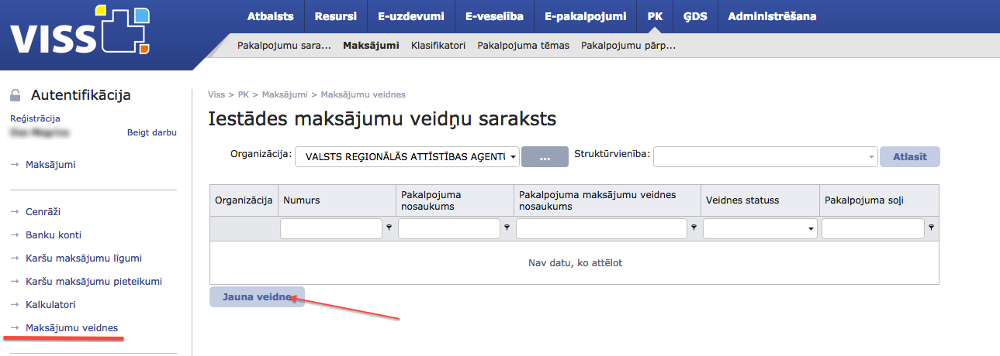 VISS
Atbalsts Resursi E-uzdevumi E-veselība E-pakalpojumi PK ĢDS Administrēšana
Pakalpojumu sara... Maksājumi Klasifikatori Pakalpojuma tēmas Pakalpojumu pārp...
Autentifikācija
Reģistrācija
Beigt darbu
→ Maksājumi
→ Cenrāži
→ Banku konti
→ Karšu maksājumu līgumi
→ Karšu maksājumu pieteikumi
→ Kalkulatori
→ Maksājumu veidnes
Viss > PK > Maksājumi > Maksājumu veidnes
Iestādes maksājumu veidņu saraksts
Organizācija: VALSTS REĢIONĀLĀS ATTĪSTĪBAS AĢENTŪ ... Struktūrvienība: Atlasīt
Organizācija Numurs Pakalpojuma nosaukums Pakalpojuma maksājumu veidnes nosaukums Veidnes statuss Pakalpojuma soļi
Nav datu, ko attēlot
Jauna veidne